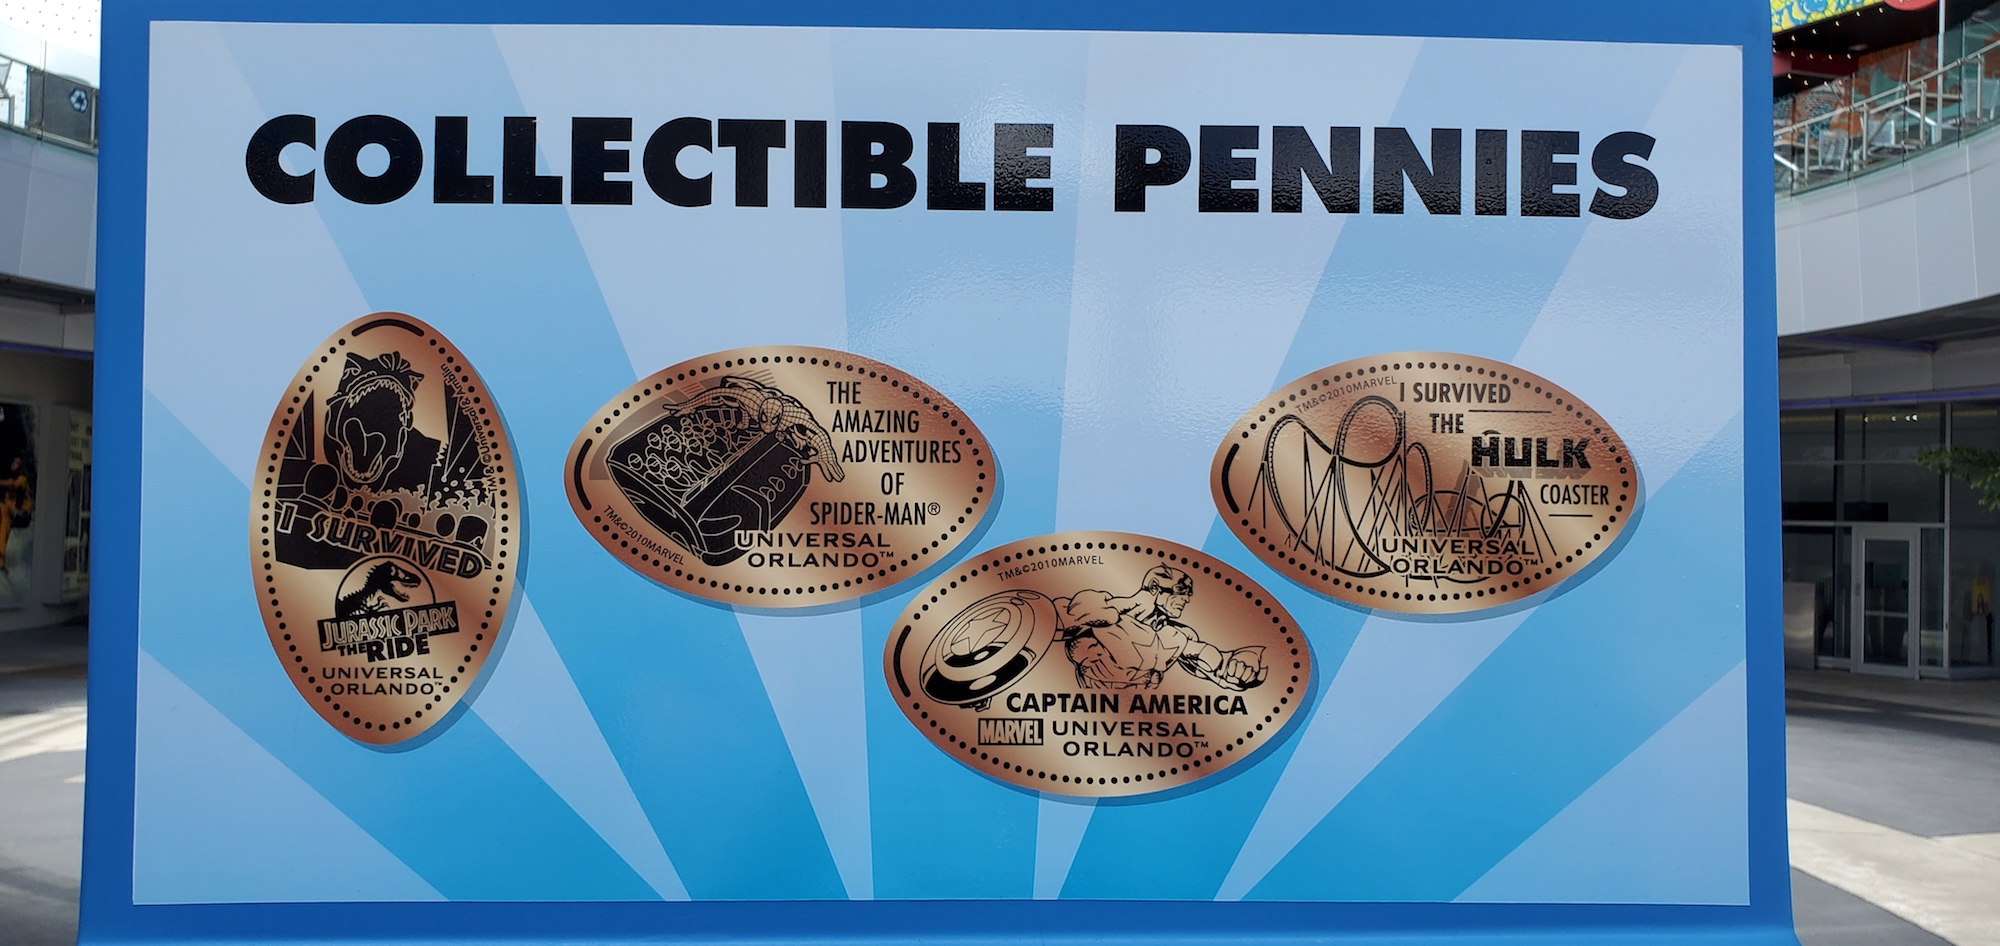 COLLECTIBLE PENNIES
I SURVIVED
JURASSIC PARK
THE RIDE
UNIVERSAL
ORLANDO™
THE
AMAZING
ADVENTURES
OF
SPIDER-MAN®
UNIVERSAL
ORLANDO™
TM&©2010MARVEL
TM&©2010MARVEL
CAPTAIN AMERICA
MARVEL UNIVERSAL
ORLANDO™
TM&©2010MARVEL
I SURVIVED
THE
HULK
COASTER
UNIVERSAL
ORLANDO™